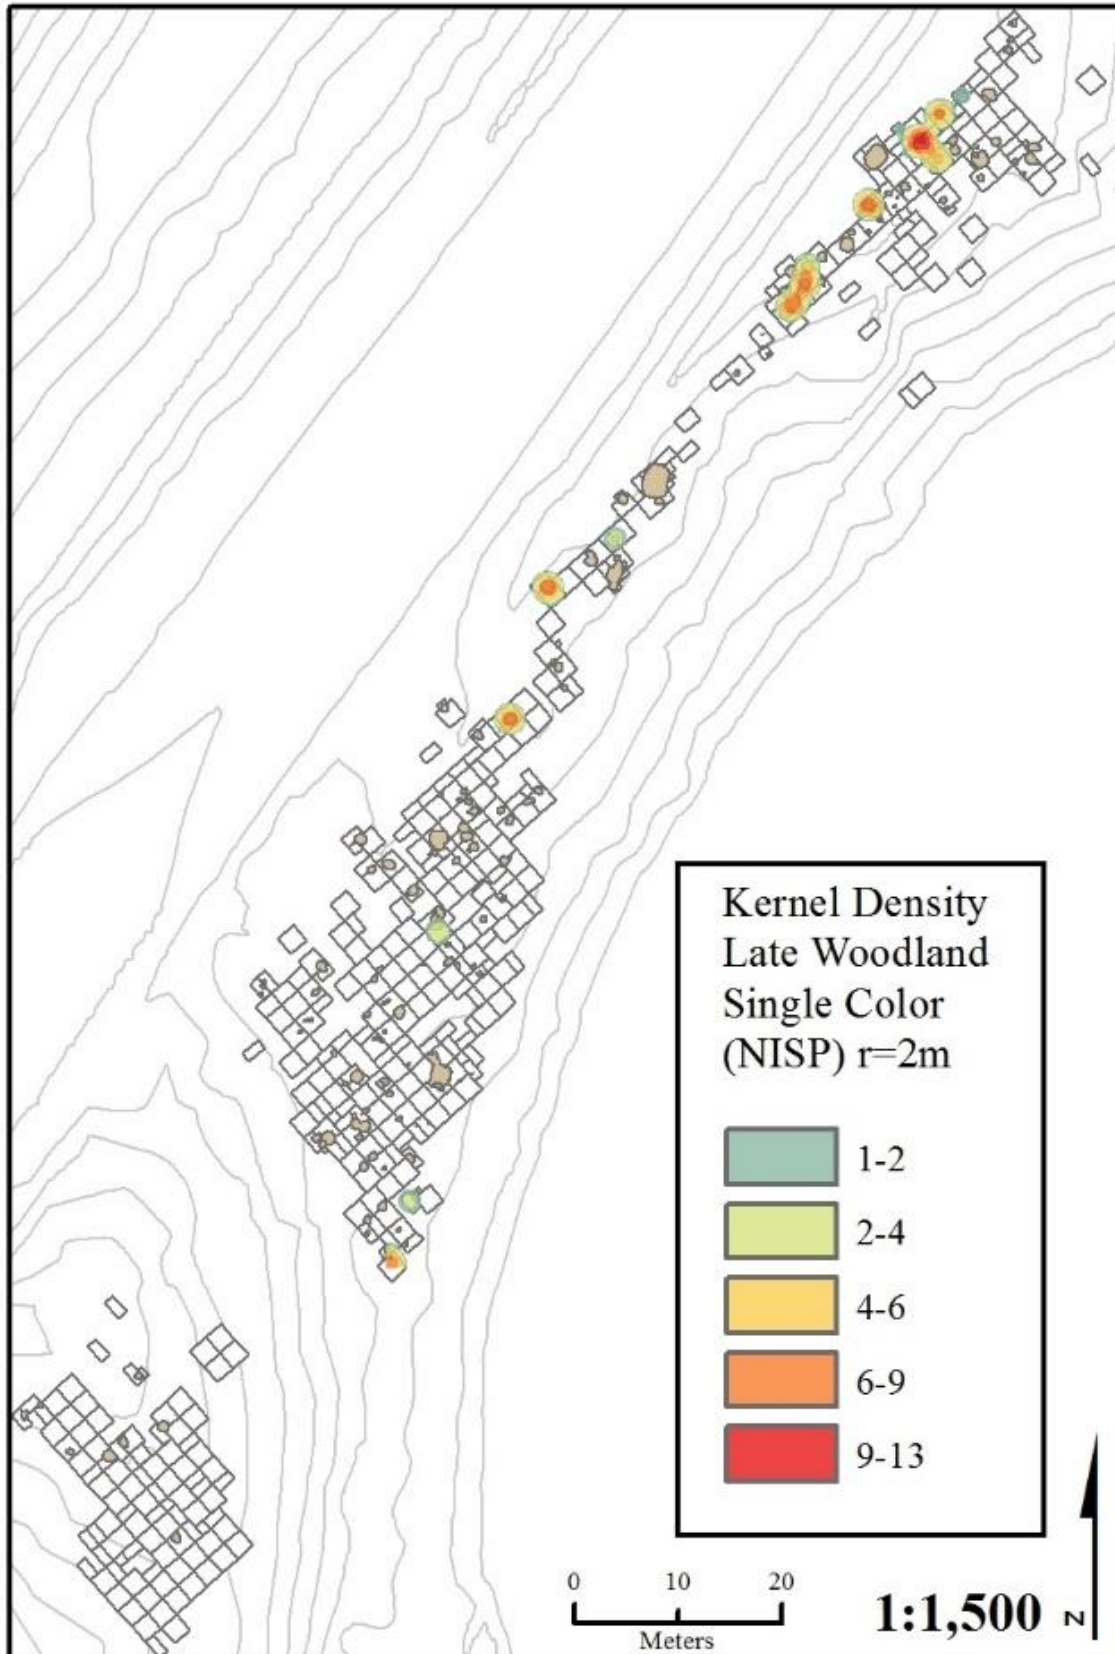 Kernel Density
Late Woodland
Single Color
(NISP) r=2m
1-2
2-4
4-6
6-9
9-13
0 10 20
Meters
1:1,500
N